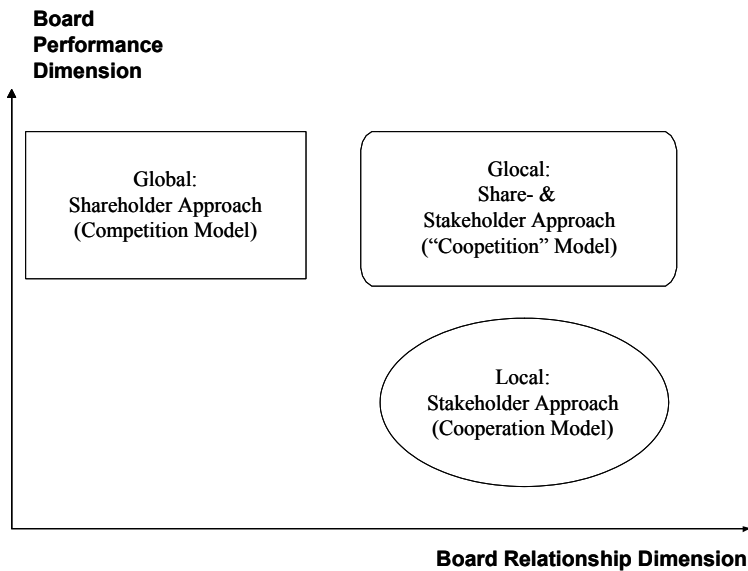 Board
Performance
Dimension
Global:
Shareholder Approach
(Competition Model)
Glocal:
Share- &
Stakeholder Approach
(“Coopetition” Model)
Local:
Stakeholder Approach
(Cooperation Model)
Board Relationship Dimension